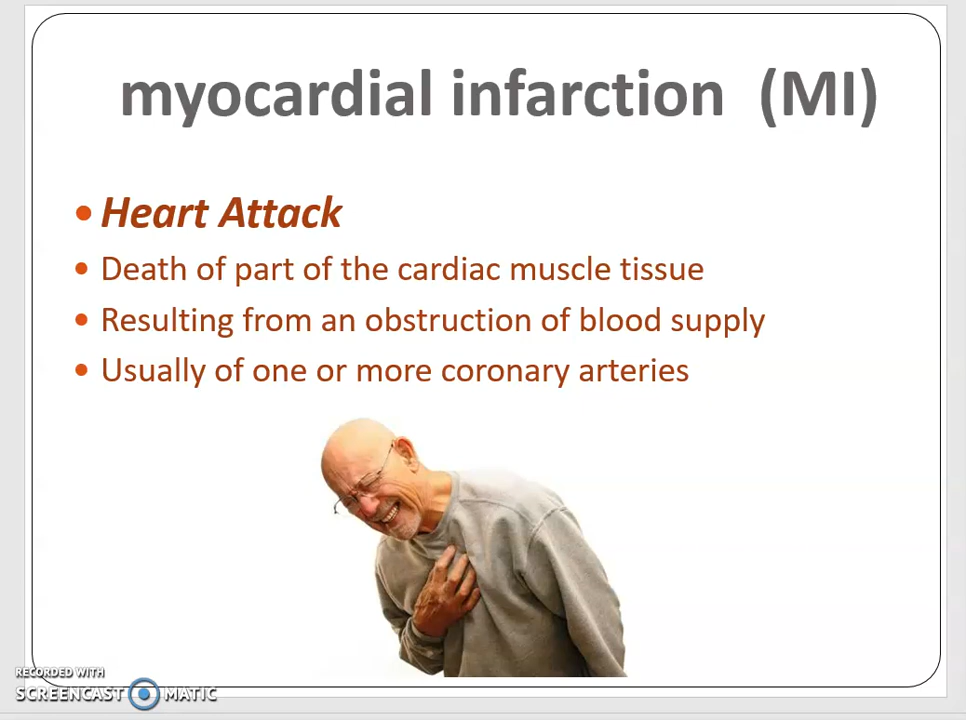 myocardial infarction (MI)
• Heart Attack
• Death of part of the cardiac muscle tissue
• Resulting from an obstruction of blood supply
• Usually of one or more coronary arteries
RECORDED WITH
SCREENCAST MATIC